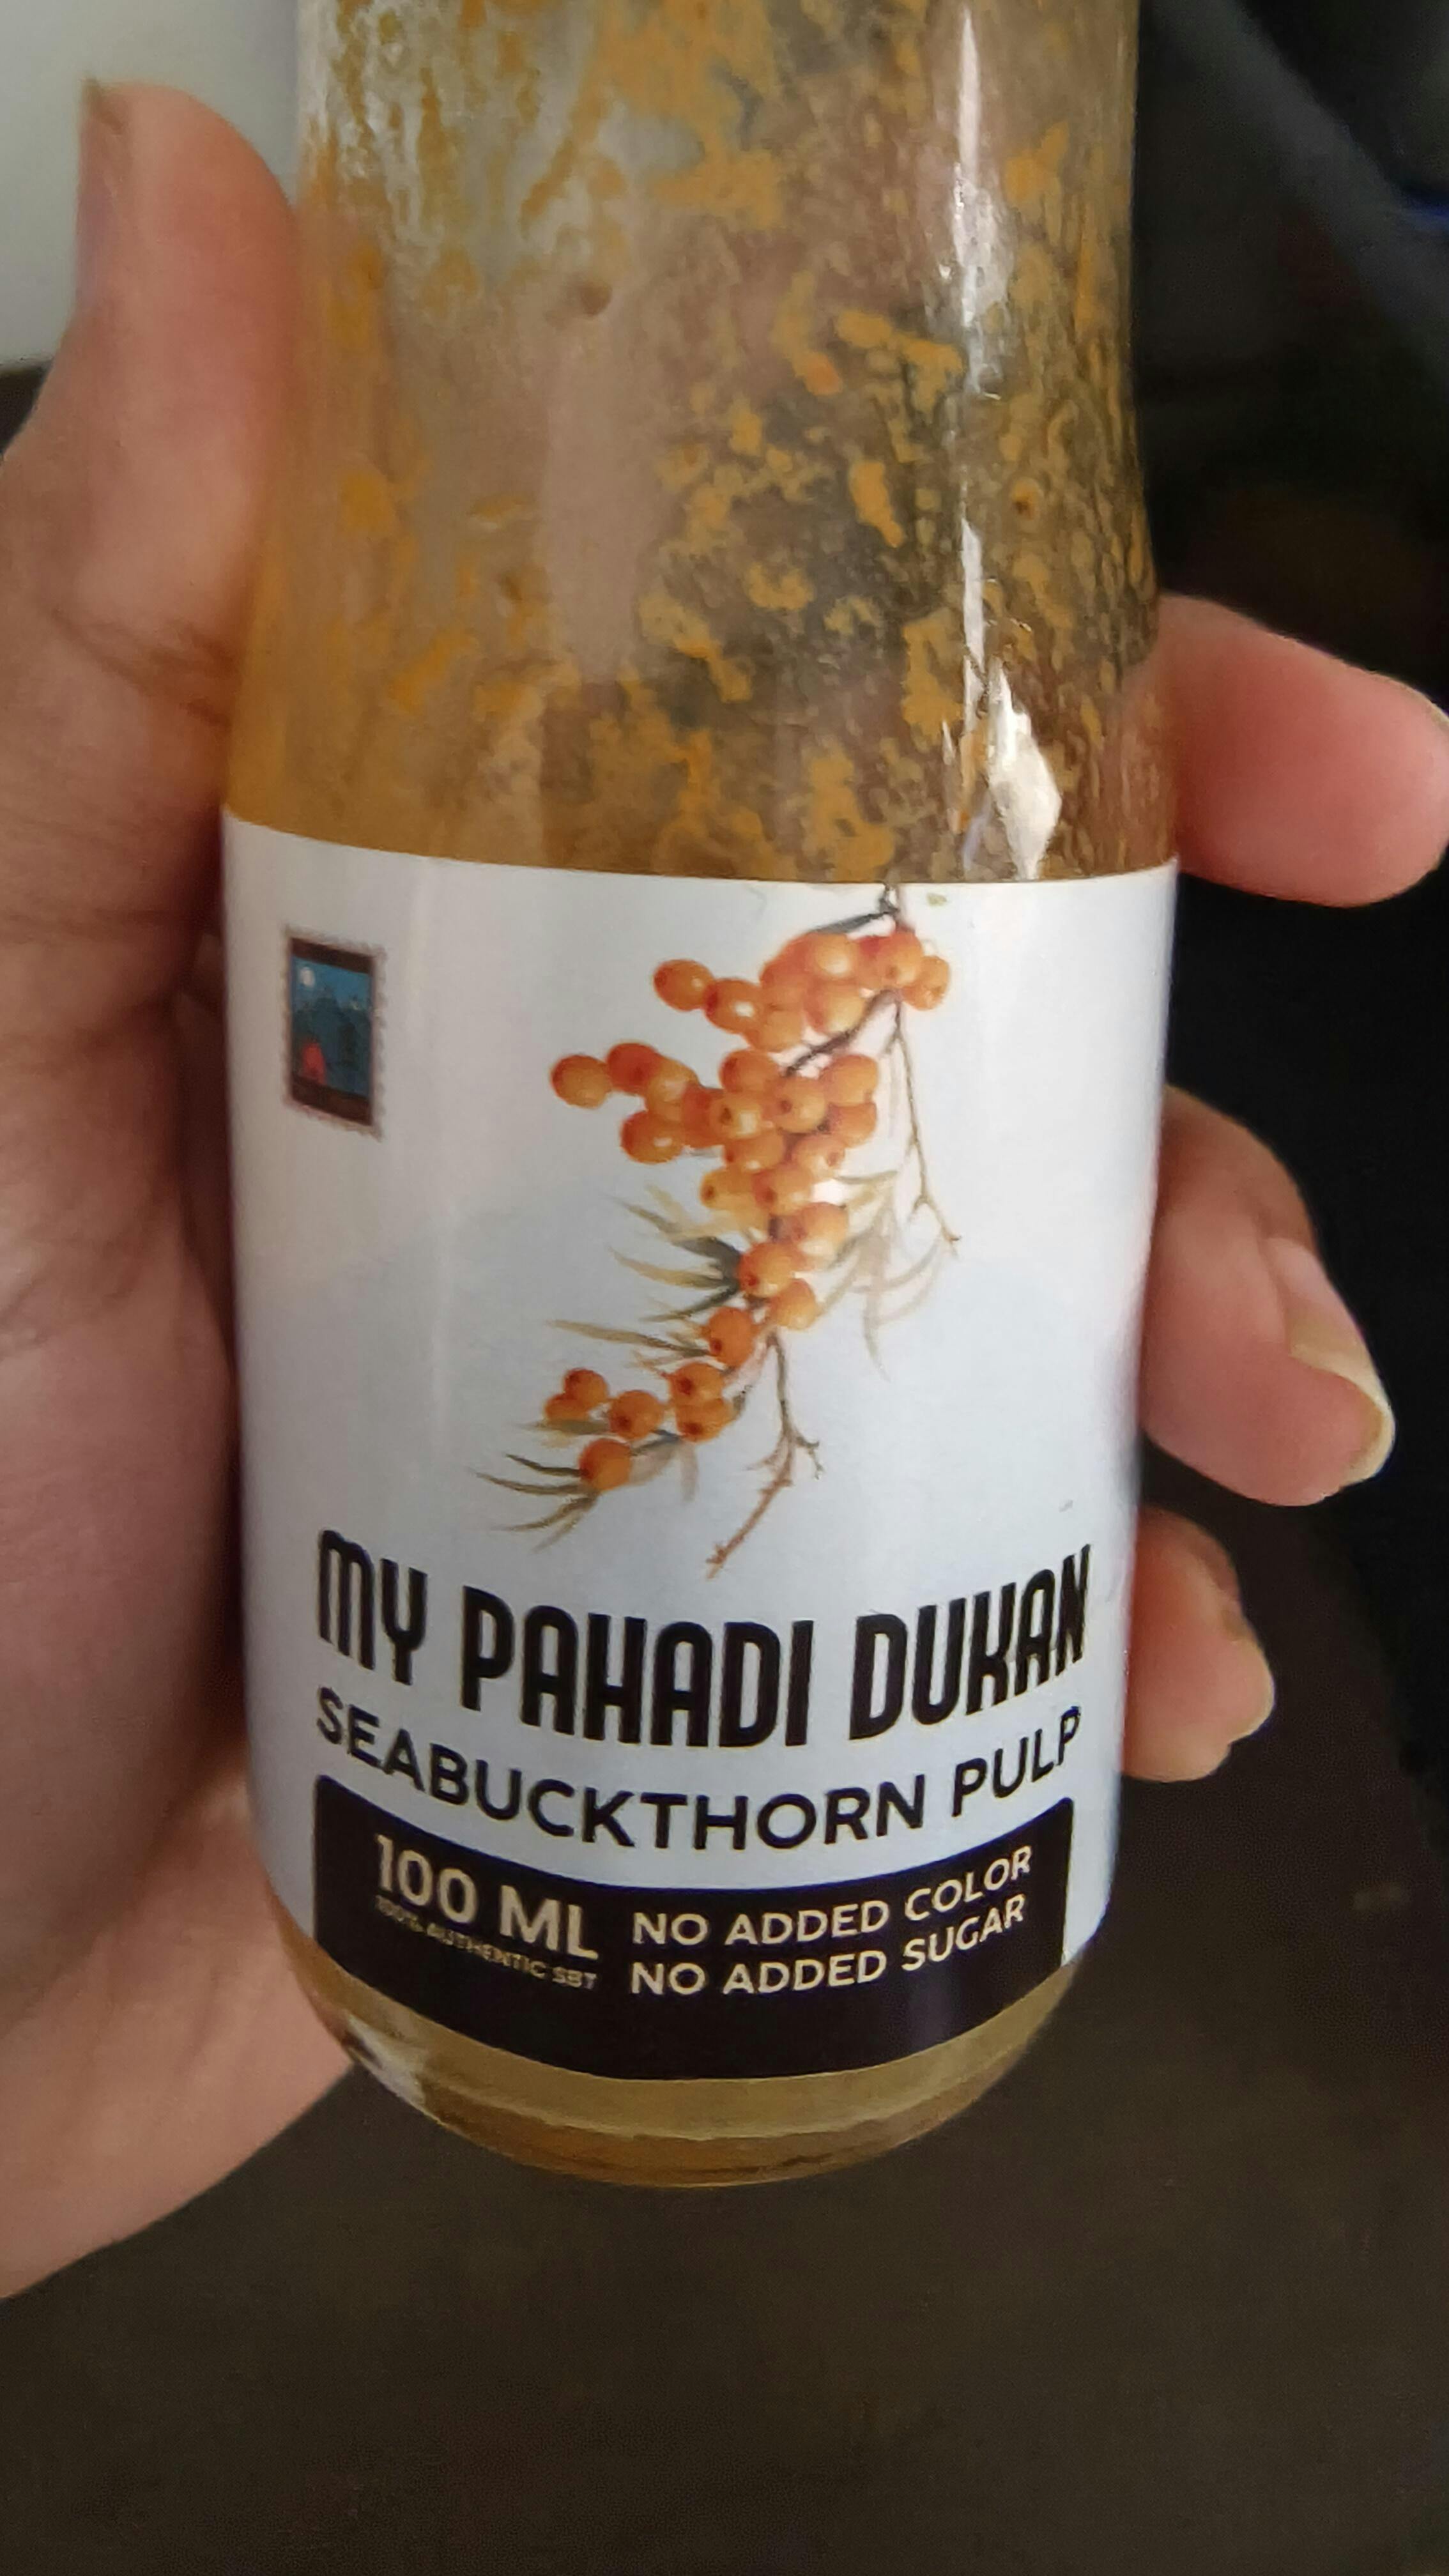 MY PAHADI DUKAN
SEABUCKTHORN PULP
100 ML
100% AUTHENTIC SBT
NO ADDED COLOR
NO ADDED SUGAR